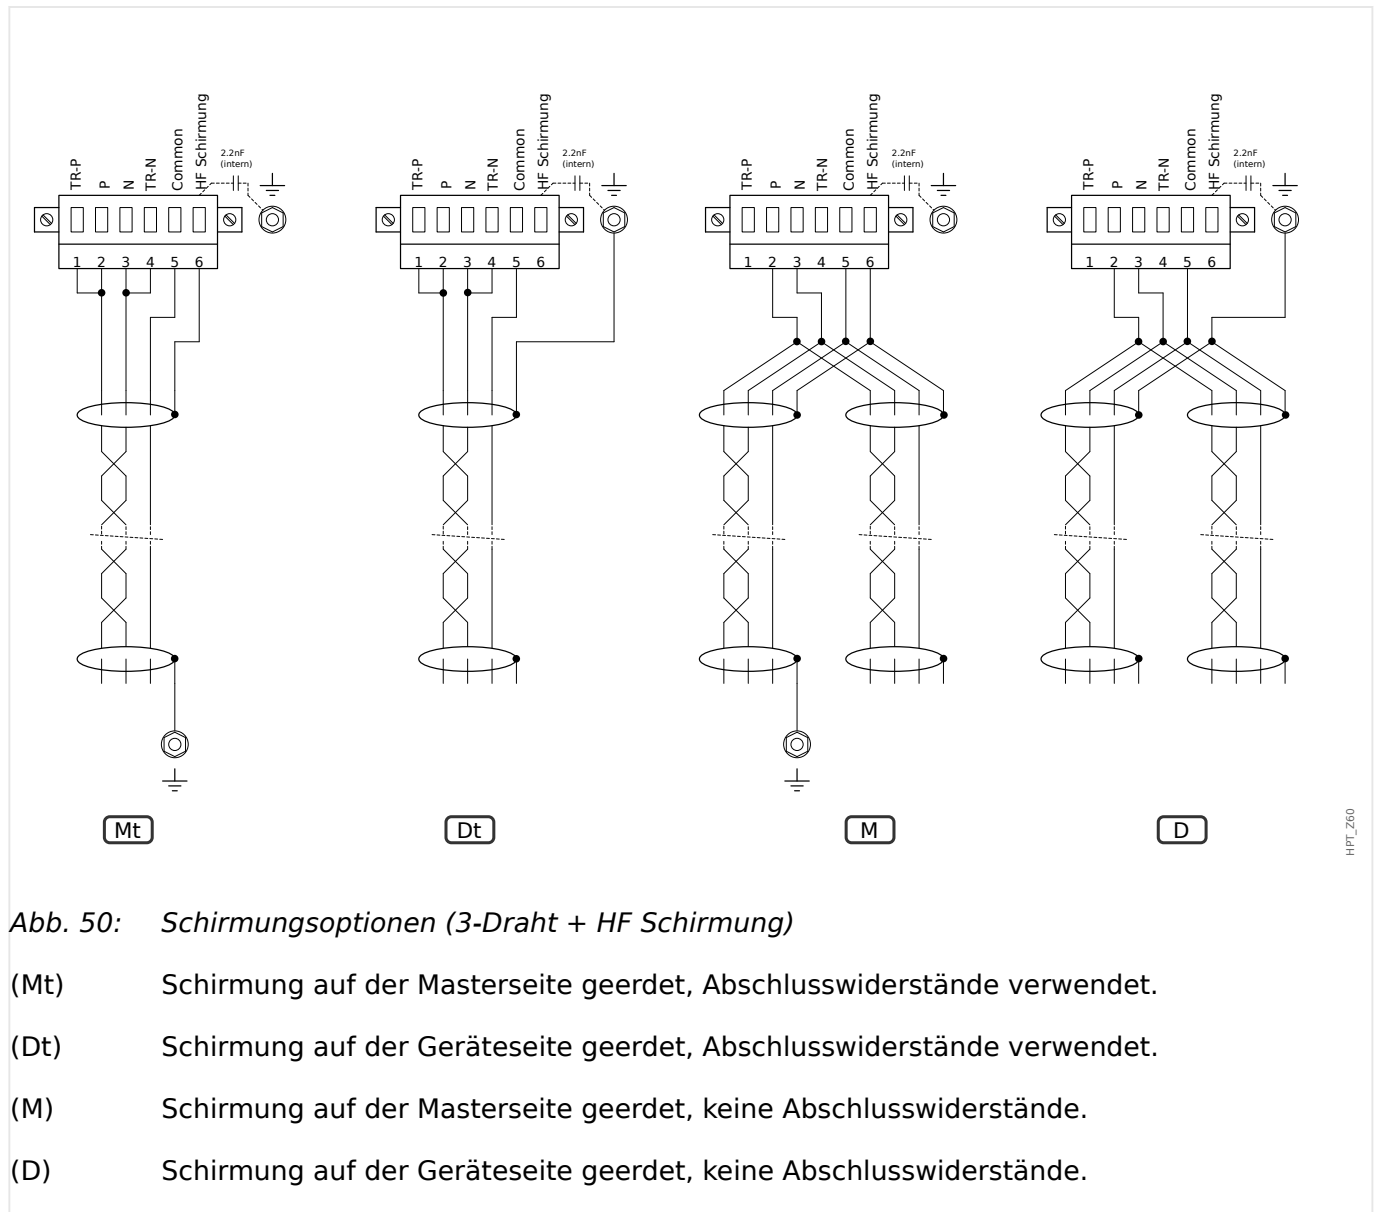 TR-P P N TR-N Common HF Schirmung 2.2nF (intern)
1 2 3 4 5 6
TR-P P N TR-N Common HF Schirmung 2.2nF (intern)
1 2 3 4 5 6
TR-P P N TR-N Common HF Schirmung 2.2nF (intern)
1 2 3 4 5 6
TR-P P N TR-N Common HF Schirmung 2.2nF (intern)
1 2 3 4 5 6
Mt Dt M D
HPT_Z60
Abb. 50: Schirmungsoptionen (3-Draht + HF Schirmung)
(Mt) Schirmung auf der Masterseite geerdet, Abschlusswiderstände verwendet.
(Dt) Schirmung auf der Geräteseite geerdet, Abschlusswiderstände verwendet.
(M) Schirmung auf der Masterseite geerdet, keine Abschlusswiderstände.
(D) Schirmung auf der Geräteseite geerdet, keine Abschlusswiderstände.